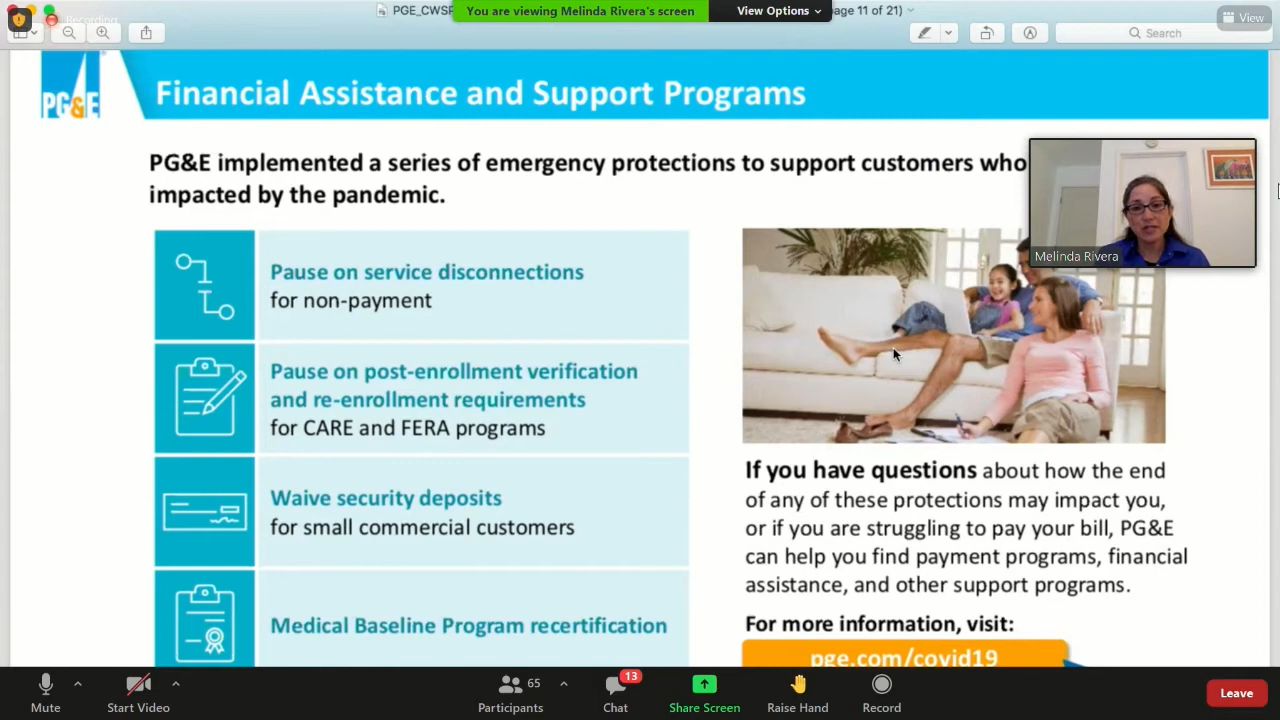 Recording
PGE_CWSP
You are viewing Melinda Rivera's screen
View Options
page 11 of 21)
View
Search
PG&E
Financial Assistance and Support Programs
PG&E implemented a series of emergency protections to support customers who
impacted by the pandemic.
Melinda Rivera
Pause on service disconnections
for non-payment
Pause on post-enrollment verification
and re-enrollment requirements
for CARE and FERA programs
Waive security deposits
for small commercial customers
Medical Baseline Program recertification
If you have questions about how the end
of any of these protections may impact you,
or if you are struggling to pay your bill, PG&E
can help you find payment programs, financial
assistance, and other support programs.
For more information, visit:
pge.com/covid19
Mute
Start Video
65
Participants
13
Chat
Share Screen
Raise Hand
Record
Leave